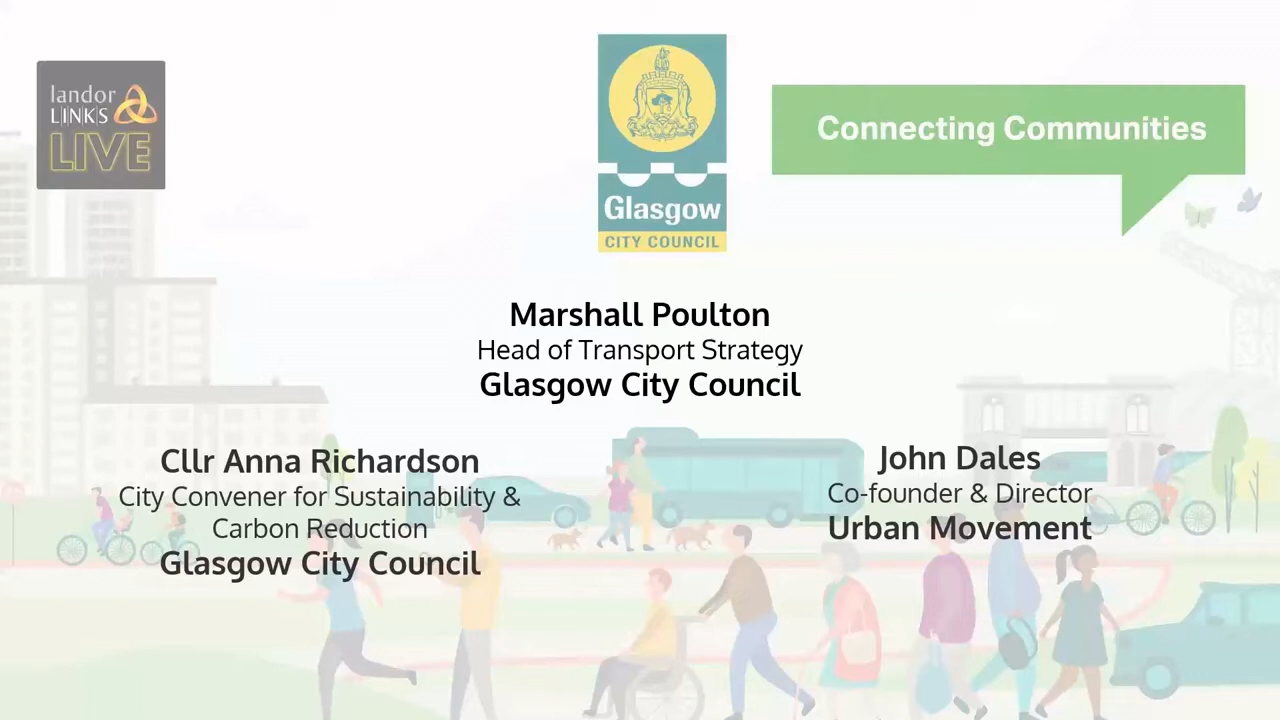 landor
LINKS
LIVE
Glasgow
CITY COUNCIL
Connecting Communities
Marshall Poulton
Head of Transport Strategy
Glasgow City Council
Cllr Anna Richardson
City Convener for Sustainability &
Carbon Reduction
Glasgow City Council
John Dales
Co-founder & Director
Urban Movement